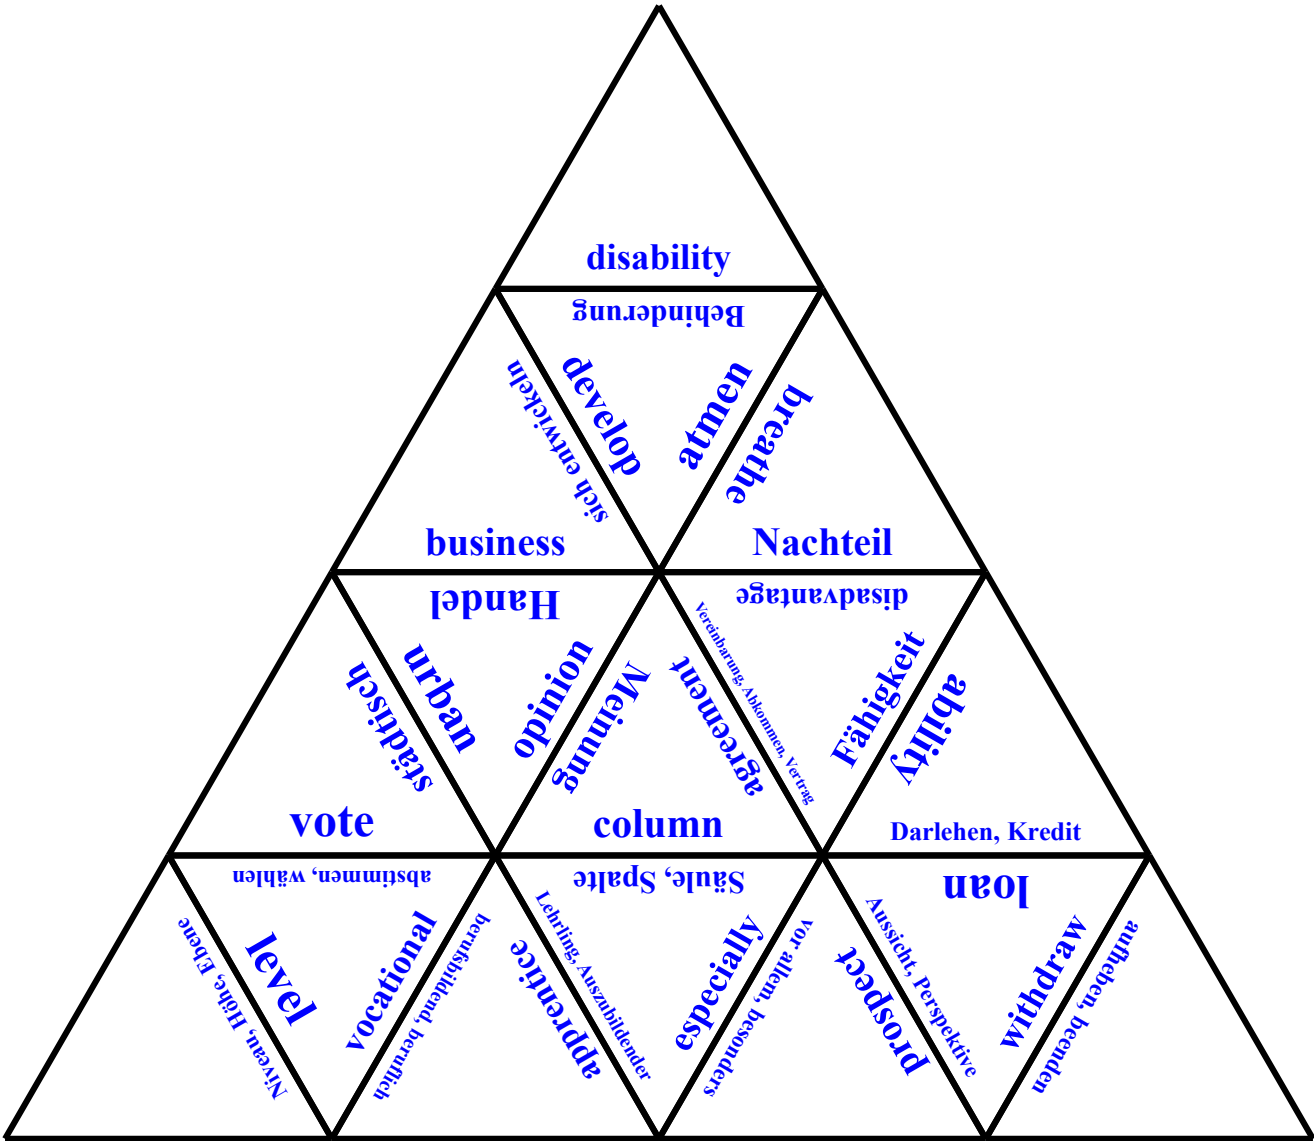 disability
Behinderung
sich entwickeln
develop
atmen
breathe
business
Nachteil
Handel
disadvantage
städtisch
urban
opinion
Meinung
agreement
Vereinbarung, Abkommen, Vertrag
Fähigkeit
ability
vote
column
Darlehen, Kredit
abstimmen, wählen
Säule, Spalte
loan
Niveau, Höhe, Ebene
level
vocational
berufsbildend, beruflich
apprentice
Lehrling, Auszubildender
especially
vor allem, besonders
prospect
Aussicht, Perspektive
withdraw
aufheben, beenden